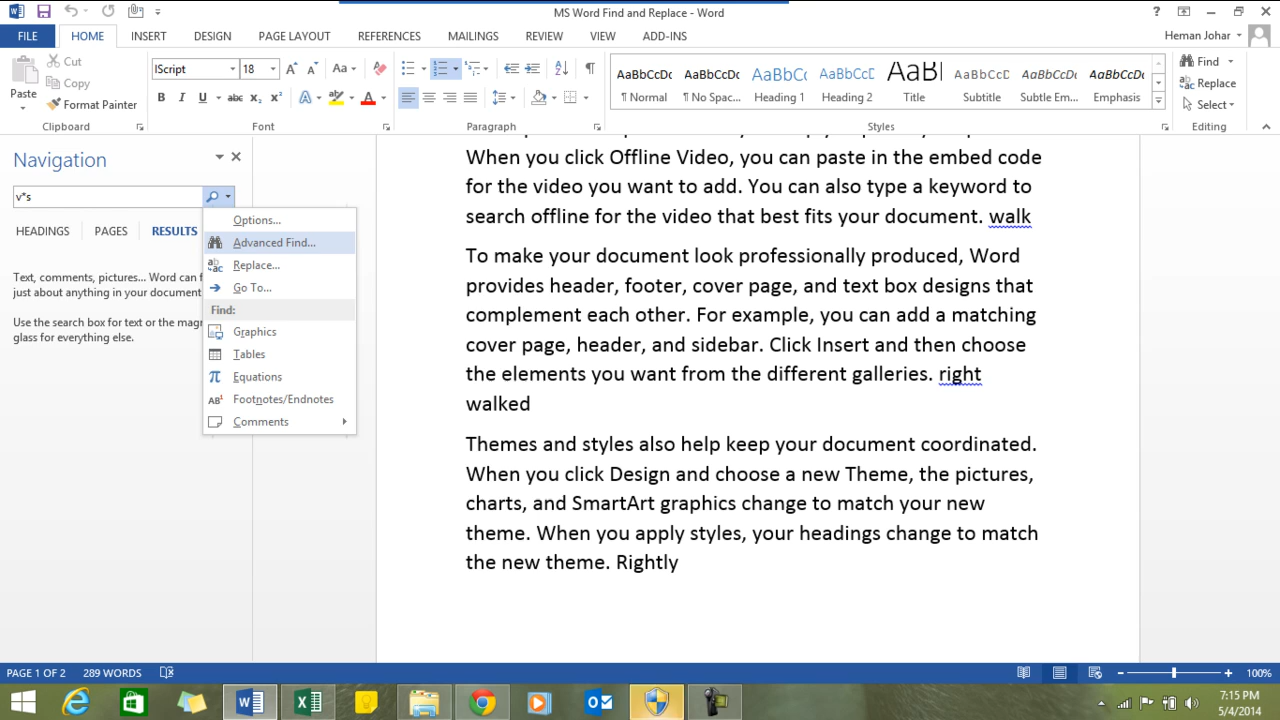 MS Word Find and Replace - Word
FILE HOME INSERT DESIGN PAGE LAYOUT REFERENCES MAILINGS REVIEW VIEW ADD-INS
Heman Johar
Paste
Cut
Copy
Format Painter
Clipboard
IScript 18
Font
Paragraph
AaBbCcDc AaBbCcDc AaBbCc AaBbCcC AaBb AaBbCcDc AaBbCcDc AaBbCcDc
¶ Normal ¶ No Spac... Heading 1 Heading 2 Title Subtitle Subtle Em... Emphasis
Styles
Find
Replace
Select
Editing
Navigation
v*s
HEADINGS PAGES RESULTS
Text, comments, pictures... Word can f
just about anything in your document
Use the search box for text or the mag
glass for everything else.
Options...
Advanced Find...
Replace...
Go To...
Find:
Graphics
Tables
Equations
Footnotes/Endnotes
Comments
When you click Offline Video, you can paste in the embed code
for the video you want to add. You can also type a keyword to
search offline for the video that best fits your document. walk
To make your document look professionally produced, Word
provides header, footer, cover page, and text box designs that
complement each other. For example, you can add a matching
cover page, header, and sidebar. Click Insert and then choose
the elements you want from the different galleries. right
walked
Themes and styles also help keep your document coordinated.
When you click Design and choose a new Theme, the pictures,
charts, and SmartArt graphics change to match your new
theme. When you apply styles, your headings change to match
the new theme. Rightly
PAGE 1 OF 2 289 WORDS
100%
7:15 PM
5/4/2014